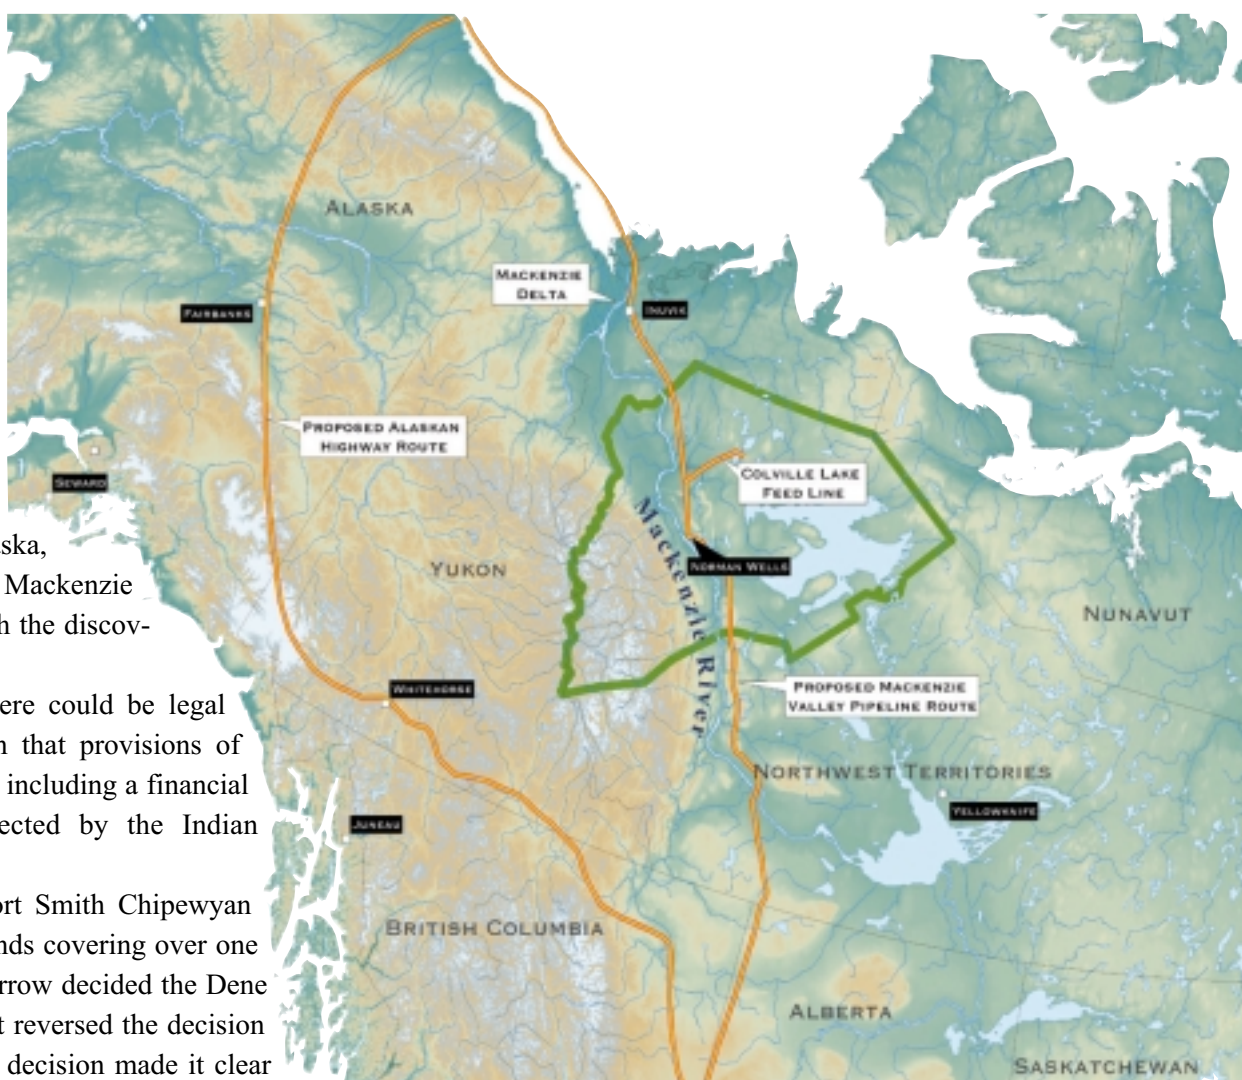 ALASKA
MACKENZIE
DELTA
INUVIK
FAIRBANKS
PROPOSED ALASKAN
HIGHWAY ROUTE
SEWARD
COLVILLE LAKE
FEED LINE
Mackenzie River
NORMAN WELLS
YUKON
NUNAVUT
WHITEHORSE
PROPOSED MACKENZIE
VALLEY PIPELINE ROUTE
NORTHWEST TERRITORIES
YELLOWKNIFE
JUNEAU
BRITISH COLUMBIA
ALBERTA
SASKATCHEWAN
ska,
Mackenzie
h the discov-
ere could be legal
n that provisions of
including a financial
ected by the Indian
ort Smith Chipewyan
nds covering over one
rrow decided the Dene
t reversed the decision
decision made it clear